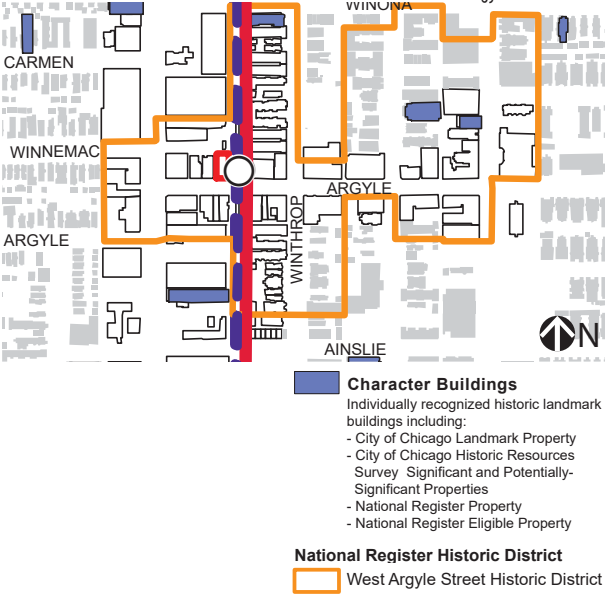 WINONA
CARMEN
WINNEMAC
ARGYLE
WINTHROP
ARGYLE
AINSLIE
N
Character Buildings
Individually recognized historic landmark
buildings including:
- City of Chicago Landmark Property
- City of Chicago Historic Resources
Survey Significant and Potentially-
Significant Properties
- National Register Property
- National Register Eligible Property
National Register Historic District
West Argyle Street Historic District